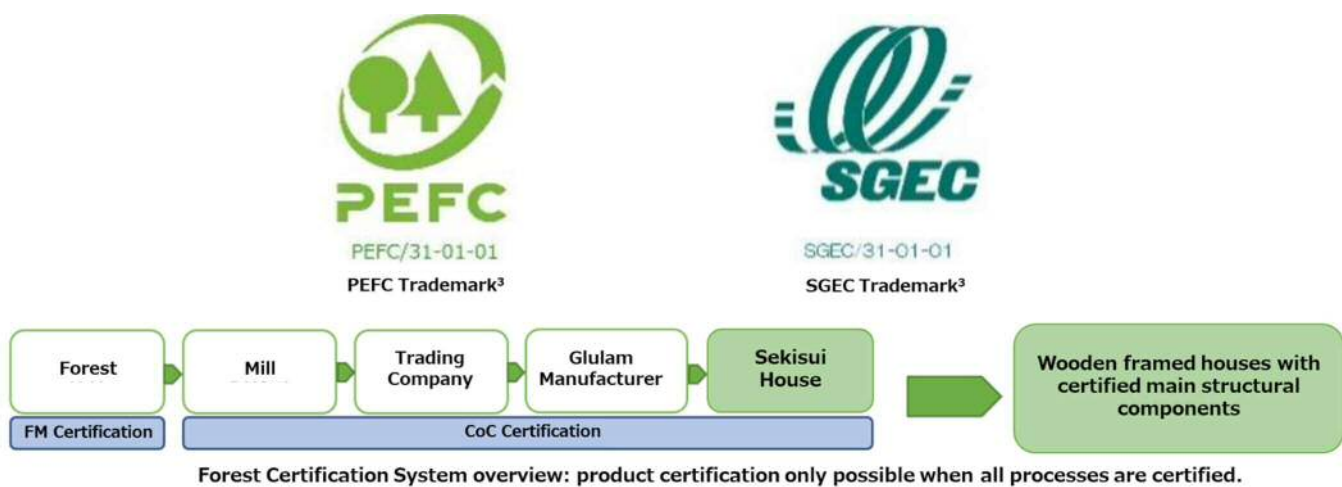 PEFC
SGEC
PEFC/31-01-01
SGEC/31-01-01
PEFC Trademark³
SGEC Trademark³
Forest
Mill
Trading
Company
Glulam
Manufacturer
Sekisui
House
Wooden framed houses with
certified main structural
components
FM Certification
CoC Certification
Forest Certification System overview: product certification only possible when all processes are certified.